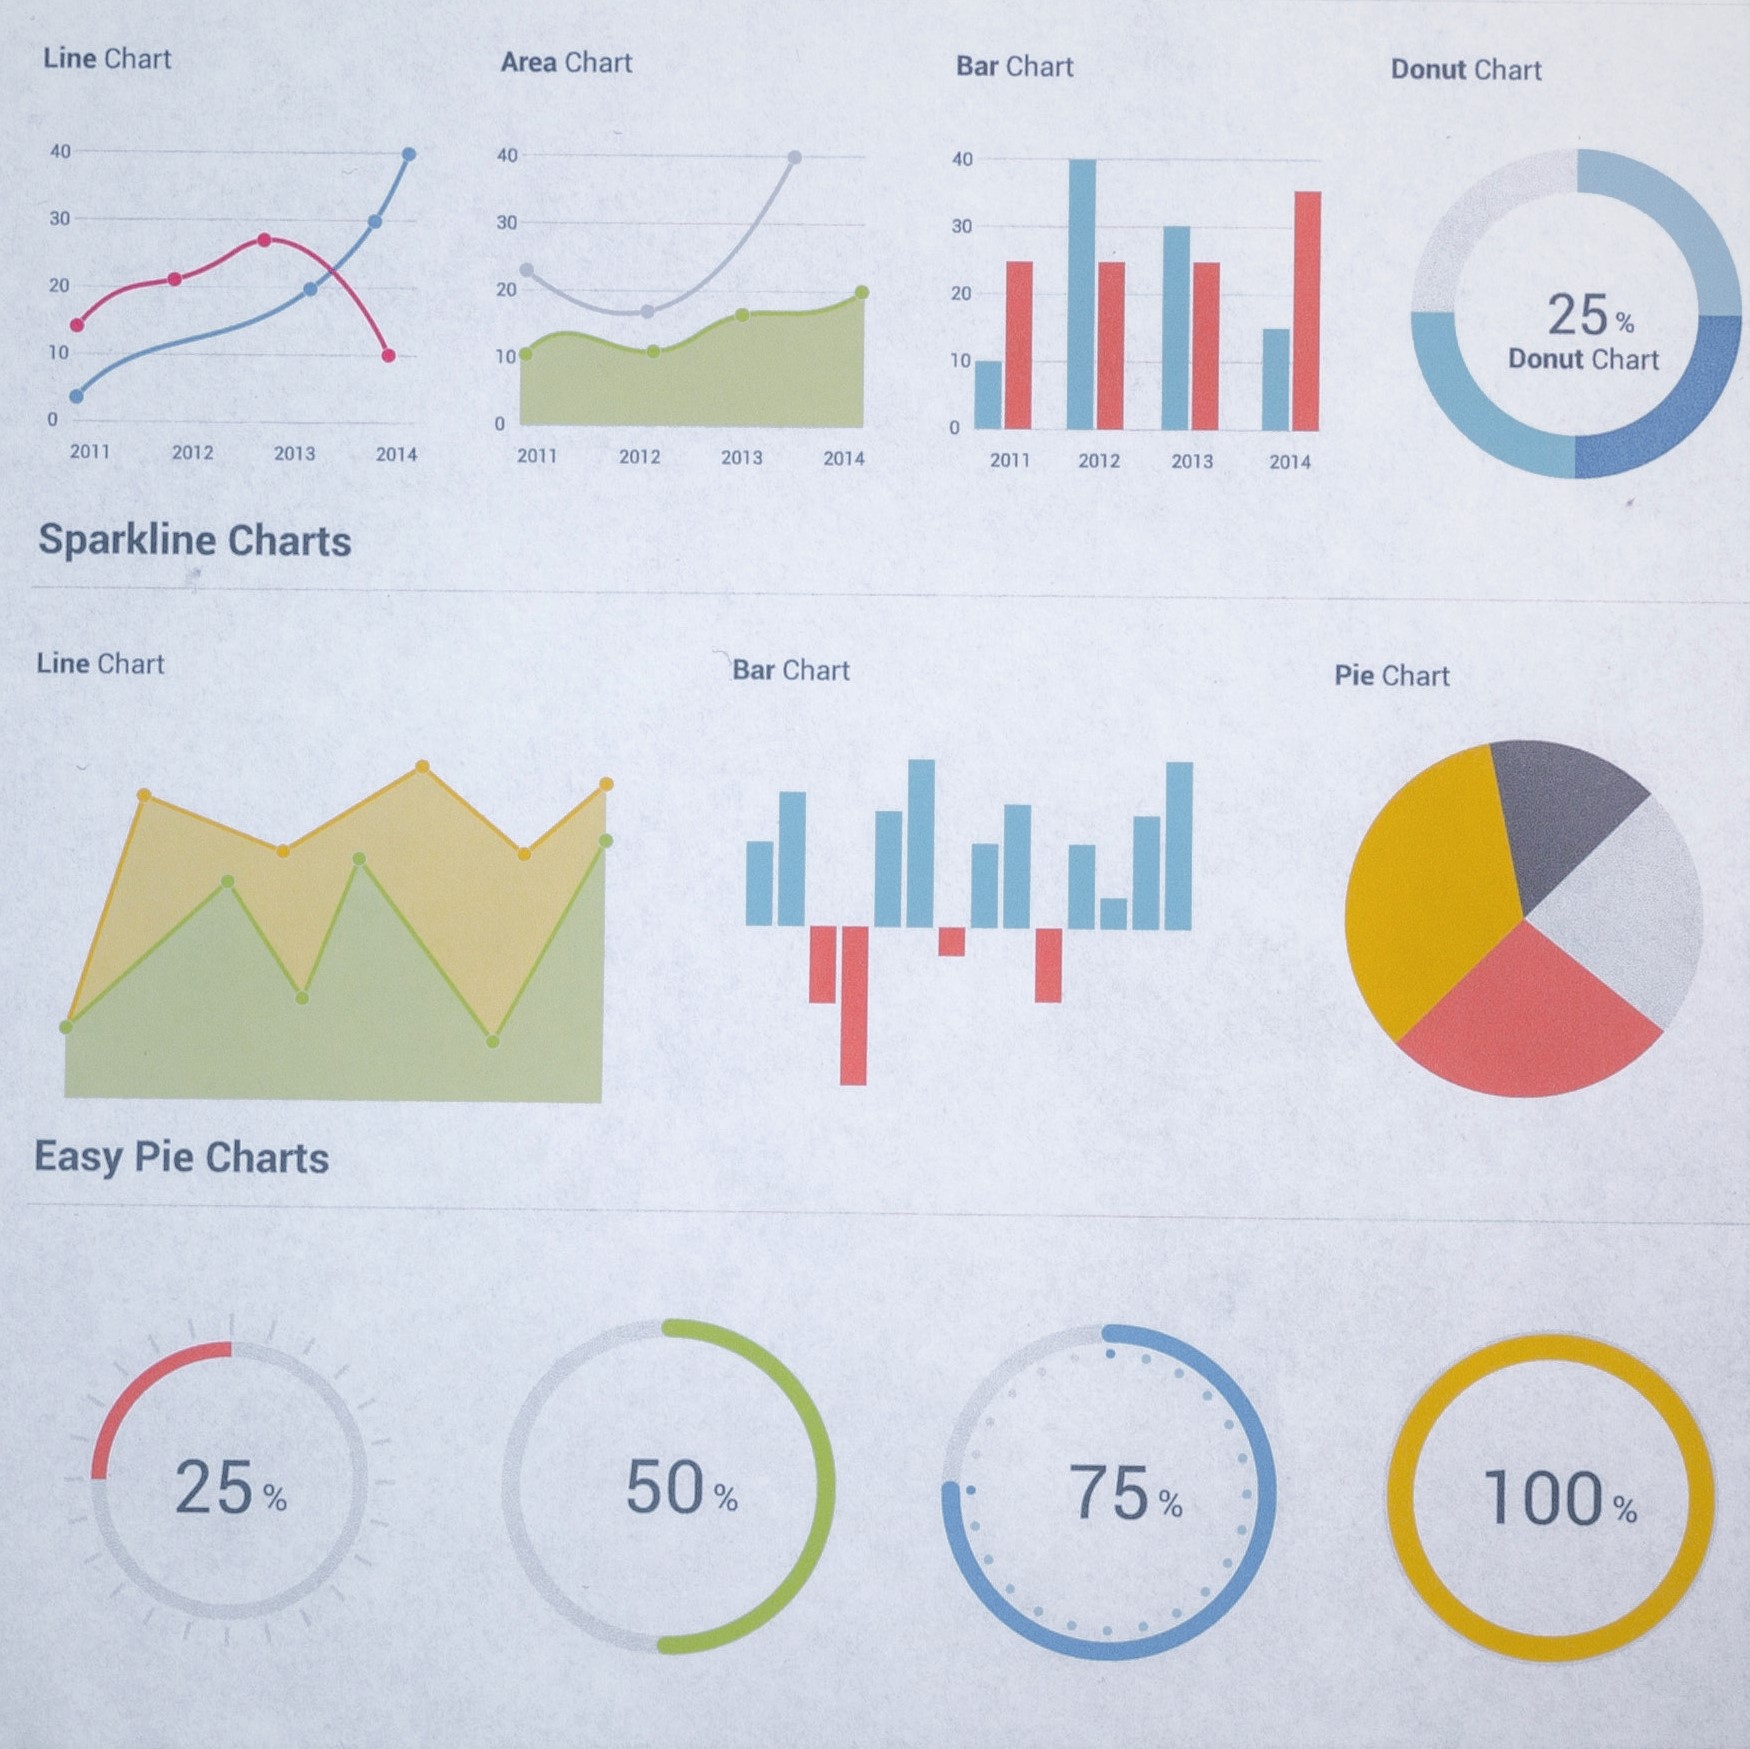 Line Chart
Area Chart
Bar Chart
Donut Chart
40
30
20
10
0
2011 2012 2013 2014
40
30
20
10
0
2011 2012 2013 2014
40
30
20
10
0
2011 2012 2013 2014
25 %
Donut Chart
Sparkline Charts
Line Chart
Bar Chart
Pie Chart
Easy Pie Charts
25 %
50 %
75 %
100 %